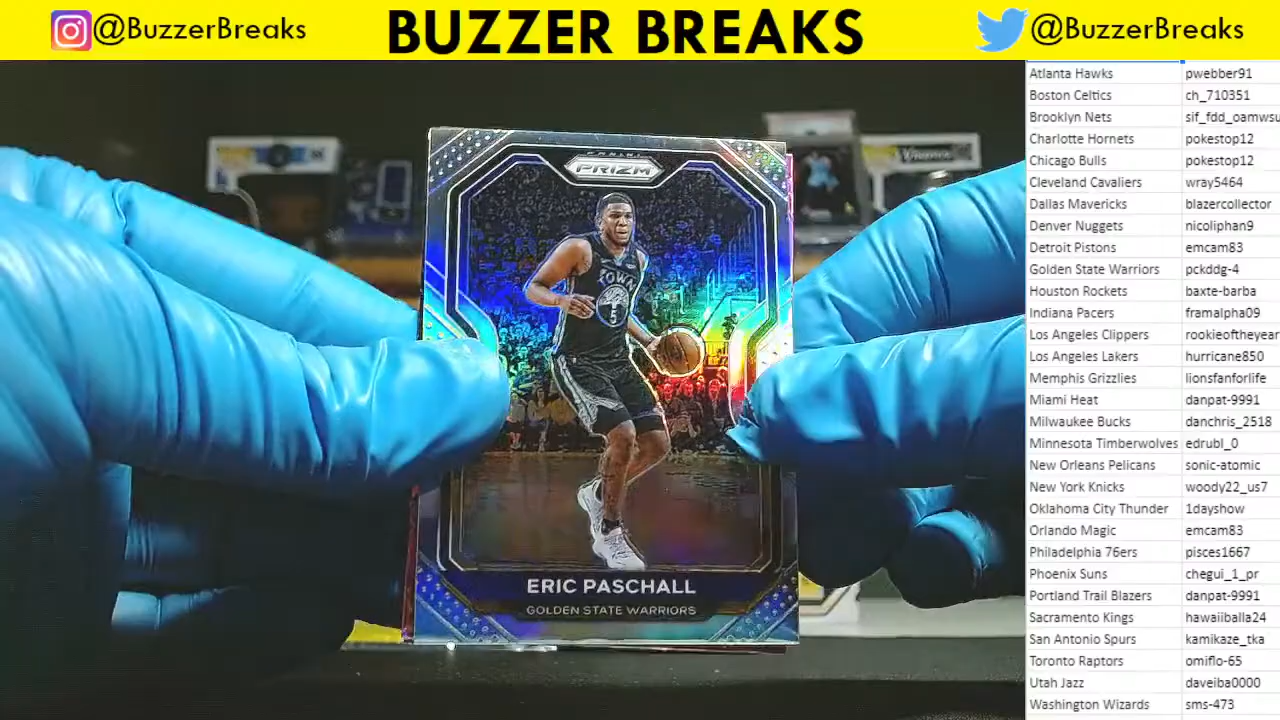 @BuzzerBreaks
BUZZER BREAKS
@BuzzerBreaks
Atlanta Hawks pwebber91
Boston Celtics ch_710351
Brooklyn Nets sif_fdd_oamwsu
Charlotte Hornets pokestop12
Chicago Bulls pokestop12
Cleveland Cavaliers wray5464
Dallas Mavericks blazercollector
Denver Nuggets nicoliphan9
Detroit Pistons emcam83
Golden State Warriors pckddg-4
Houston Rockets baxte-barba
Indiana Pacers framalpha09
Los Angeles Clippers rookieoftheyear
Los Angeles Lakers hurricane850
Memphis Grizzlies lionsfanforlife
Miami Heat danpat-9991
Milwaukee Bucks danchris_2518
Minnesota Timberwolves edrubl_0
New Orleans Pelicans sonic-atomic
New York Knicks woody22_us7
Oklahoma City Thunder 1dayshow
Orlando Magic emcam83
Philadelphia 76ers pisces1667
Phoenix Suns chegui_1_pr
Portland Trail Blazers danpat-9991
Sacramento Kings hawaiiballa24
San Antonio Spurs kamikaze_tka
Toronto Raptors omiflo-65
Utah Jazz daveiba0000
Washington Wizards sms-473
PANINI
PRIZM
TOWN
5
ERIC PASCHALL
GOLDEN STATE WARRIORS